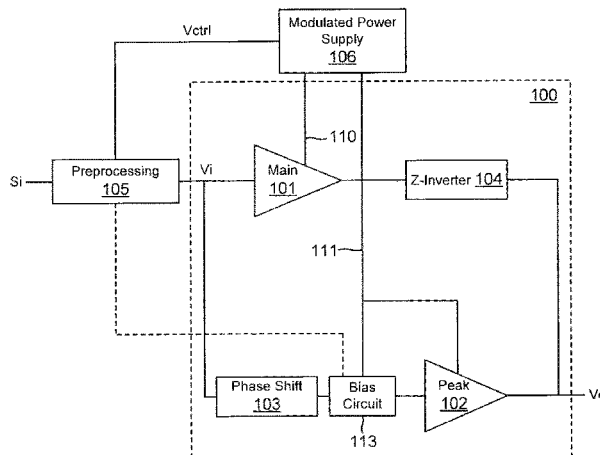 Modulated Power
Supply
106
Vctrl
100
110
Preprocessing
105
Si
Vi
Main
101
Z-Inverter 104
111
Phase Shift
103
Bias
Circuit
Peak
102
113